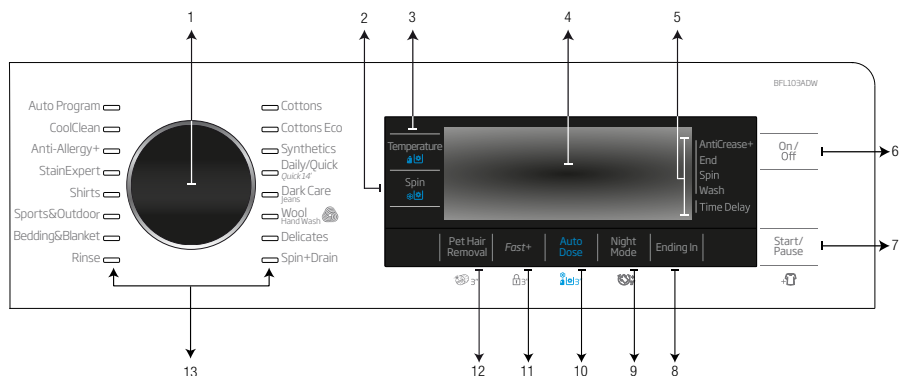 1
2
3
4
5
BFL103ADW
Auto Program
CoolClean
Anti-Allergy+
StainExpert
Shirts
Sports&Outdoor
Bedding&Blanket
Rinse
Cottons
Cottons Eco
Synthetics
Daily/Quick
Quick 14'
Dark Care
Jeans
Wool
Hand Wash
Delicates
Spin+Drain
Temperature
Spin
AntiCrease+
End
Spin
Wash
Time Delay
On/
Off
6
Pet Hair
Removal
Fast+
Auto
Dose
Night
Mode
Ending In
Start/
Pause
7
3"
3"
3"
+
13
12
11
10
9
8